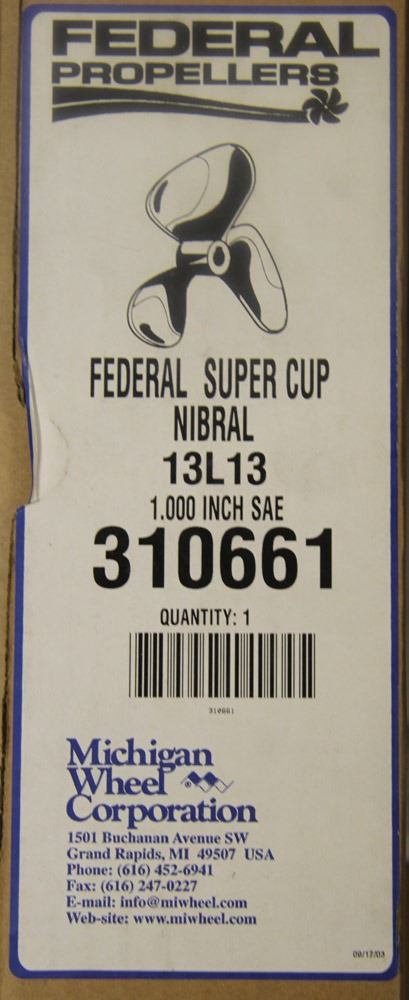 FEDERAL
PROPELLERS
FEDERAL SUPER CUP
NIBRAL
13L13
1.000 INCH SAE
310661
QUANTITY: 1
310661
Michigan
Wheel
Corporation
1501 Buchanan Avenue SW
Grand Rapids, MI 49507 USA
Phone: (616) 452-6941
Fax: (616) 247-0227
E-mail: info@miwheel.com
Web-site: www.miwheel.com
09/17/03